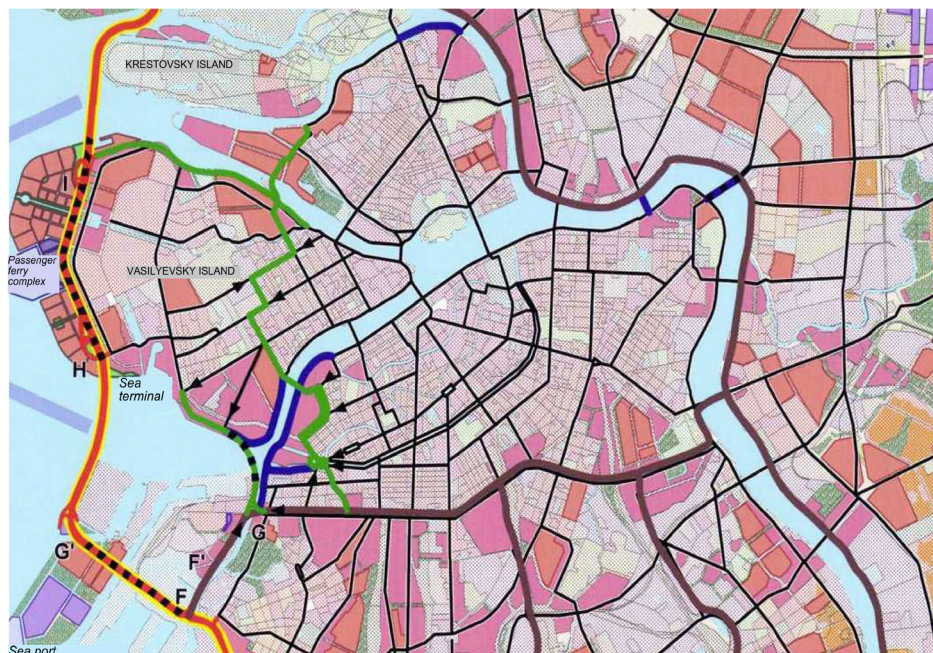 KRESTOVSKY ISLAND
I
VASILYEVSKY ISLAND
Passenger
ferry
complex
H
Sea
terminal
G
G'
F'
F
Sea port